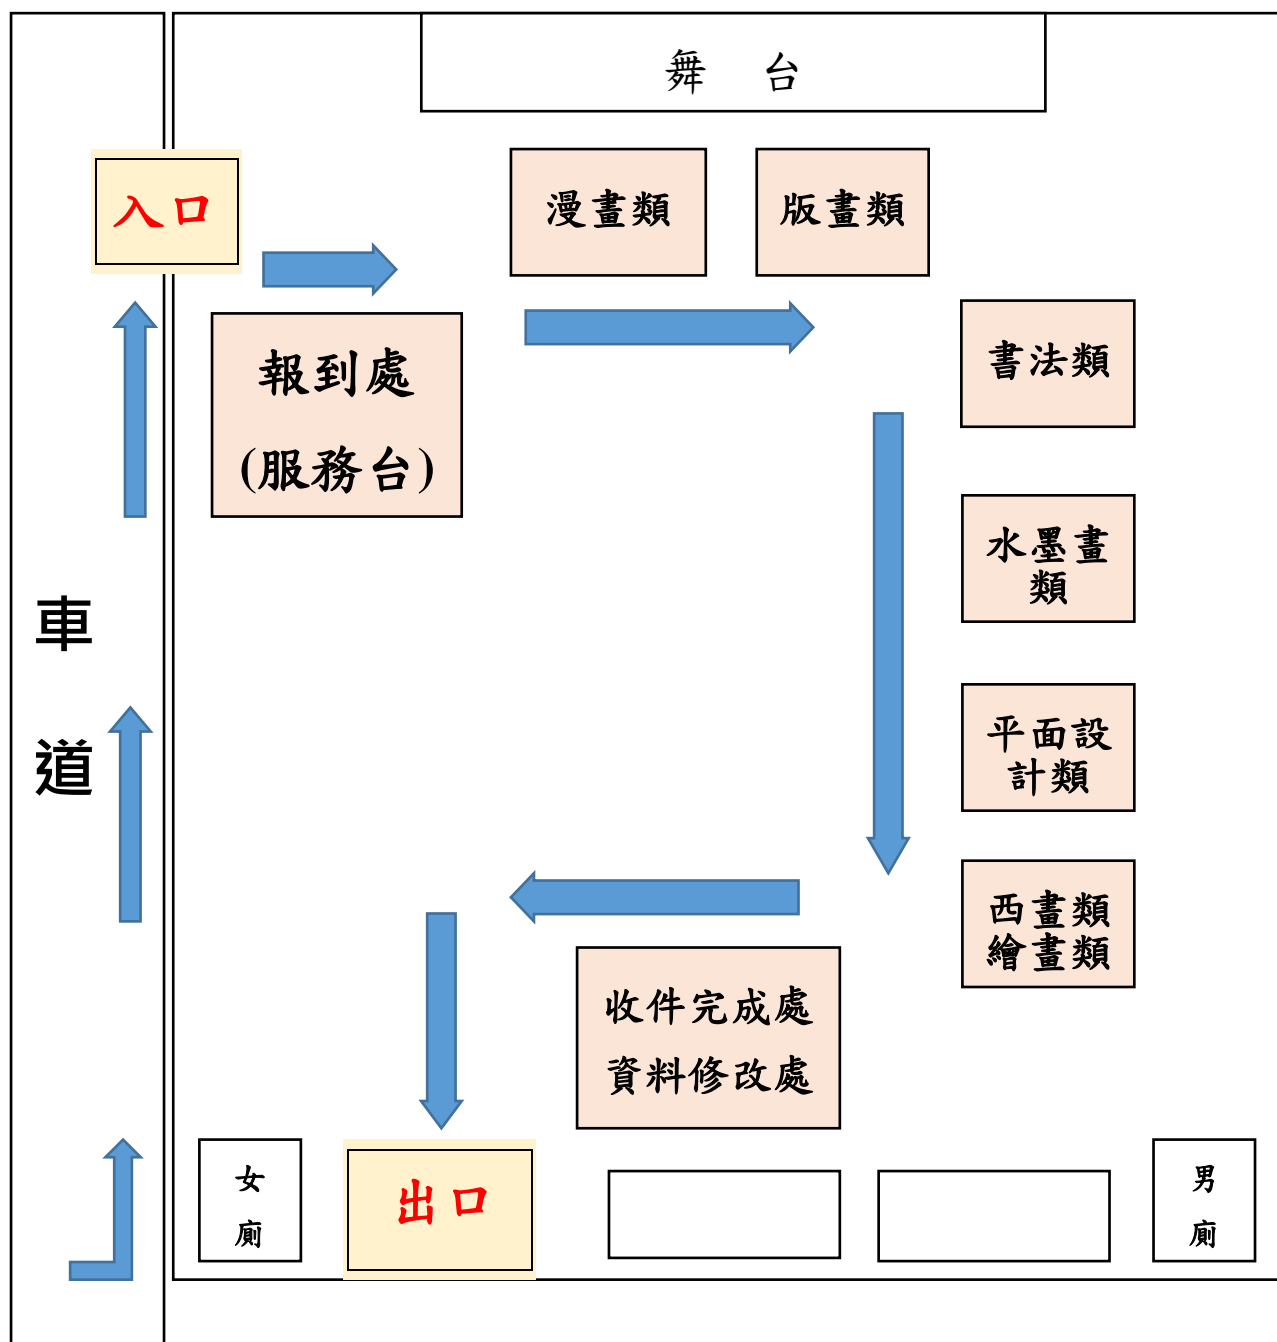 舞 台
入口
漫畫類
版畫類
報到處
(服務台)
書法類
水墨畫
類
車
道
平面設
計類
西畫類
繪畫類
收件完成處
資料修改處
女
廁
出口
男
廁